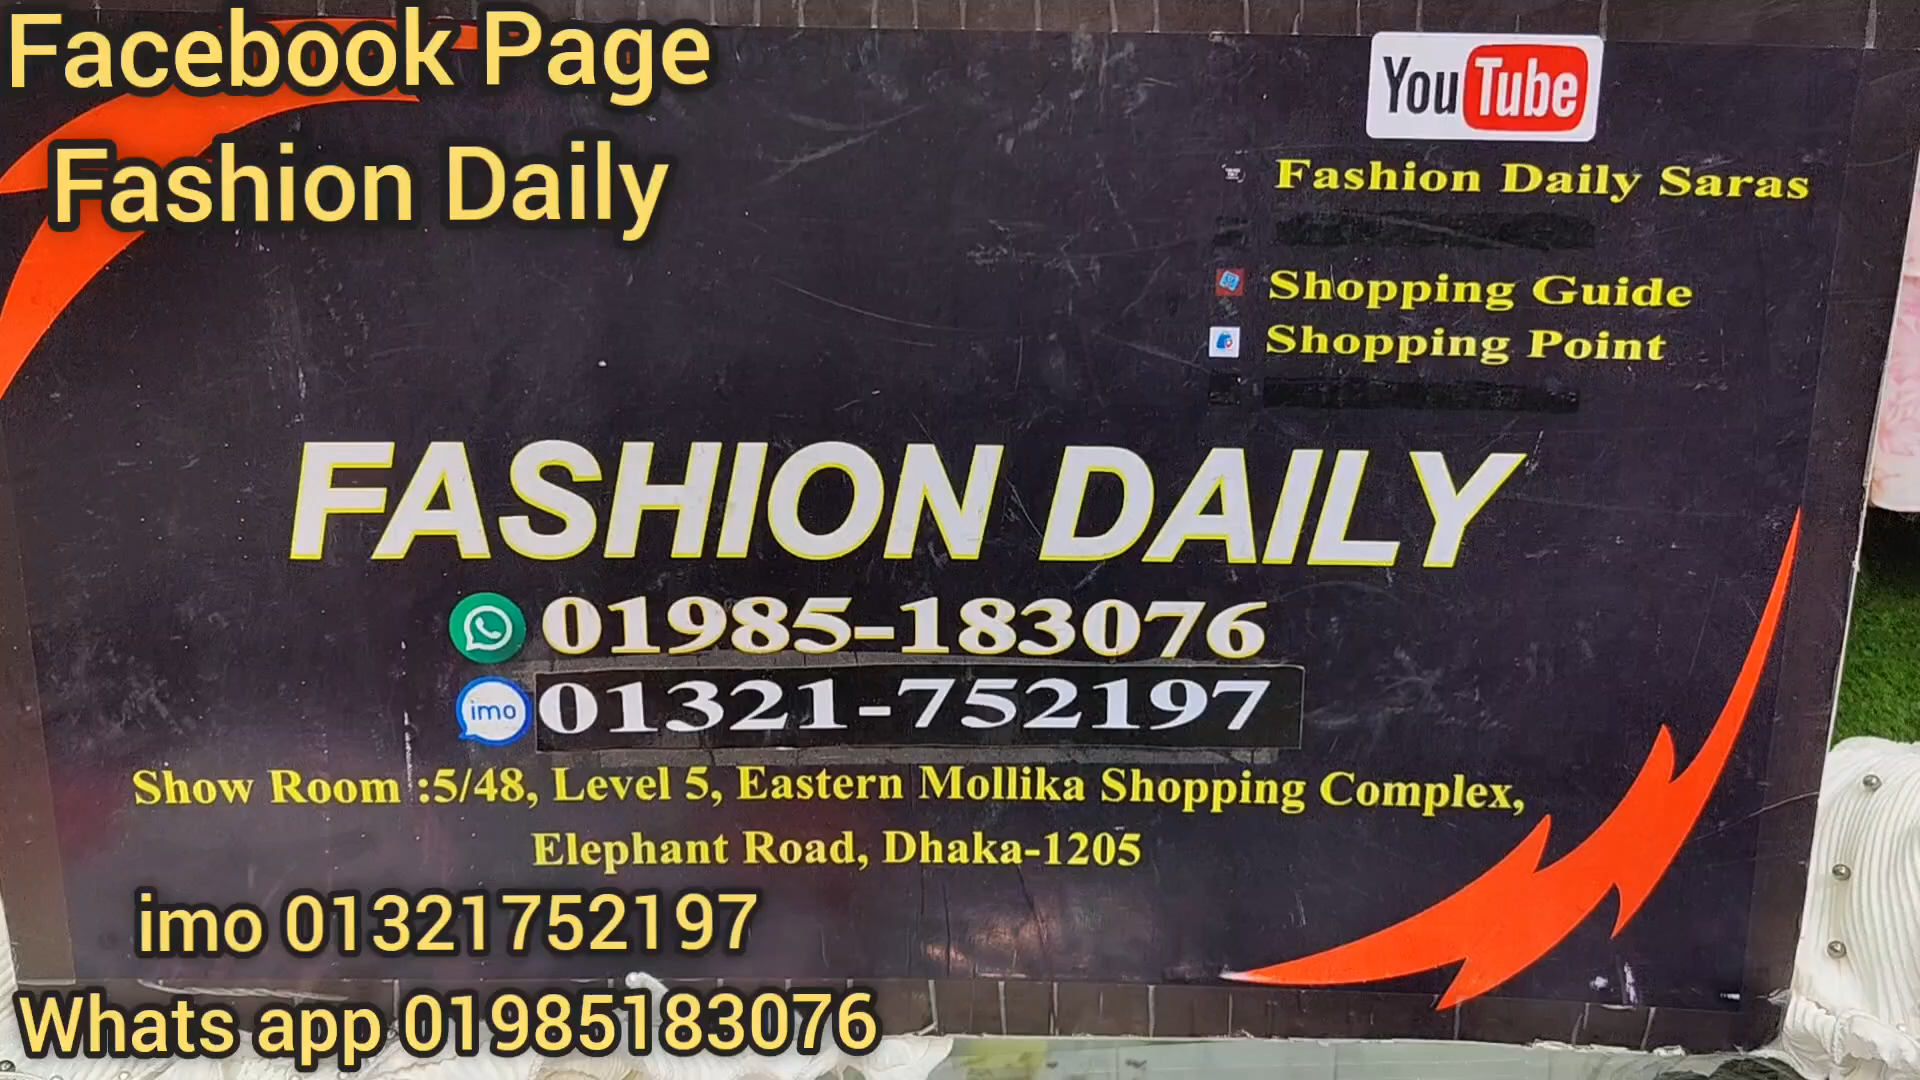 Facebook Page
Fashion Daily
YouTube
Fashion Daily Saras
Shopping Guide
Shopping Point
FASHION DAILY
01985-183076
imo 01321-752197
Show Room :5/48, Level 5, Eastern Mollika Shopping Complex,
Elephant Road, Dhaka-1205
imo 01321752197
Whats app 01985183076